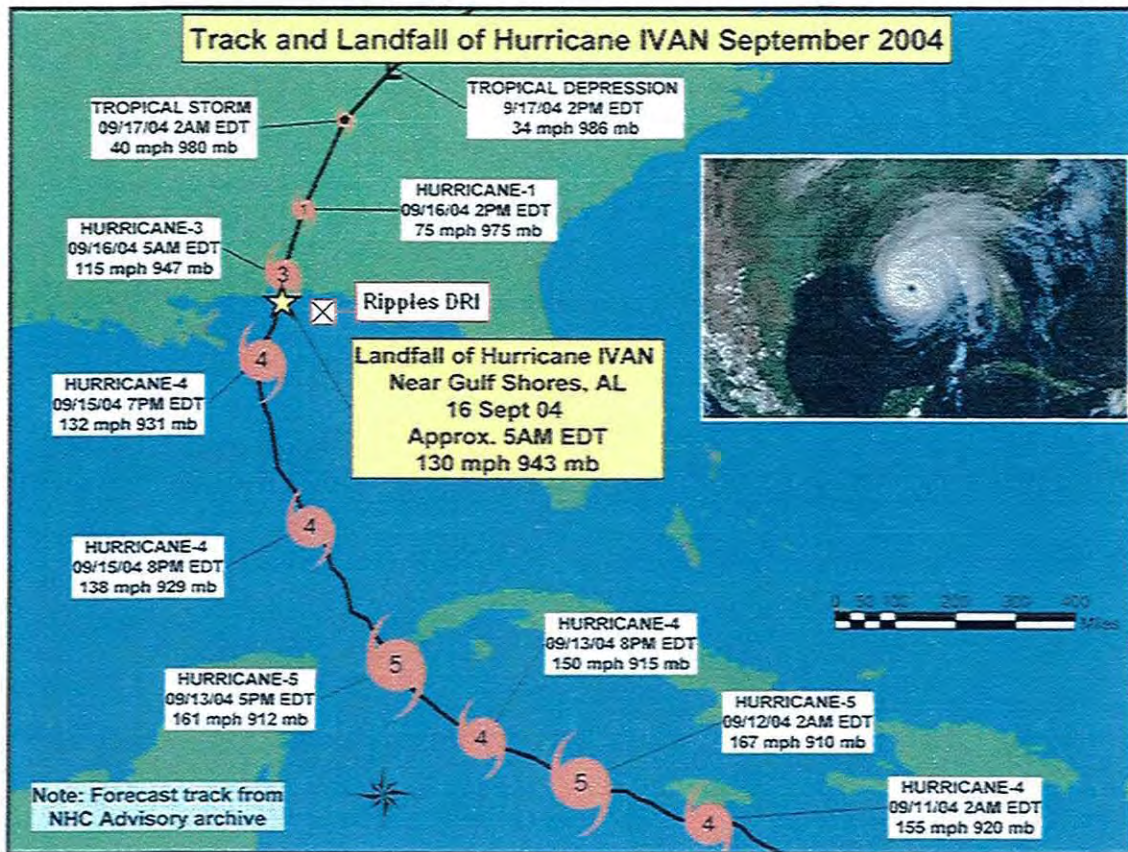 Track and Landfall of Hurricane IVAN September 2004
TROPICAL STORM
09/17/04 2AM EDT
40 mph 980 mb
TROPICAL DEPRESSION
9/17/04 2PM EDT
34 mph 986 mb
HURRICANE-1
09/16/04 2PM EDT
75 mph 975 mb
HURRICANE-3
09/16/04 5AM EDT
115 mph 947 mb
1
3
Ripples DRI
4
Landfall of Hurricane IVAN
Near Gulf Shores, AL
16 Sept 04
Approx. 5AM EDT
130 mph 943 mb
HURRICANE-4
09/15/04 7PM EDT
132 mph 931 mb
4
HURRICANE-4
09/15/04 8PM EDT
138 mph 929 mb
0 50 100 200 300 400
Miles
HURRICANE-4
09/13/04 8PM EDT
150 mph 915 mb
5
HURRICANE-5
09/13/04 5PM EDT
161 mph 912 mb
4
HURRICANE-5
09/12/04 2AM EDT
167 mph 910 mb
5
4
HURRICANE-4
09/11/04 2AM EDT
155 mph 920 mb
Note: Forecast track from
NHC Advisory archive